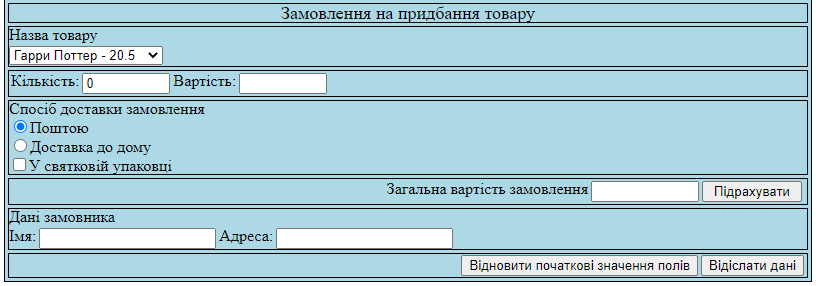 Замовлення на придбання товару
Назва товару
Гарри Поттер - 20.5
Кількість: 0 Вартість:
Спосіб доставки замовлення
Поштою
Доставка до дому
У святковій упаковці
Загальна вартість замовлення Підрахувати
Дані замовника
Імя: Адреса:
Відновити початкові значення полів Відіслати дані